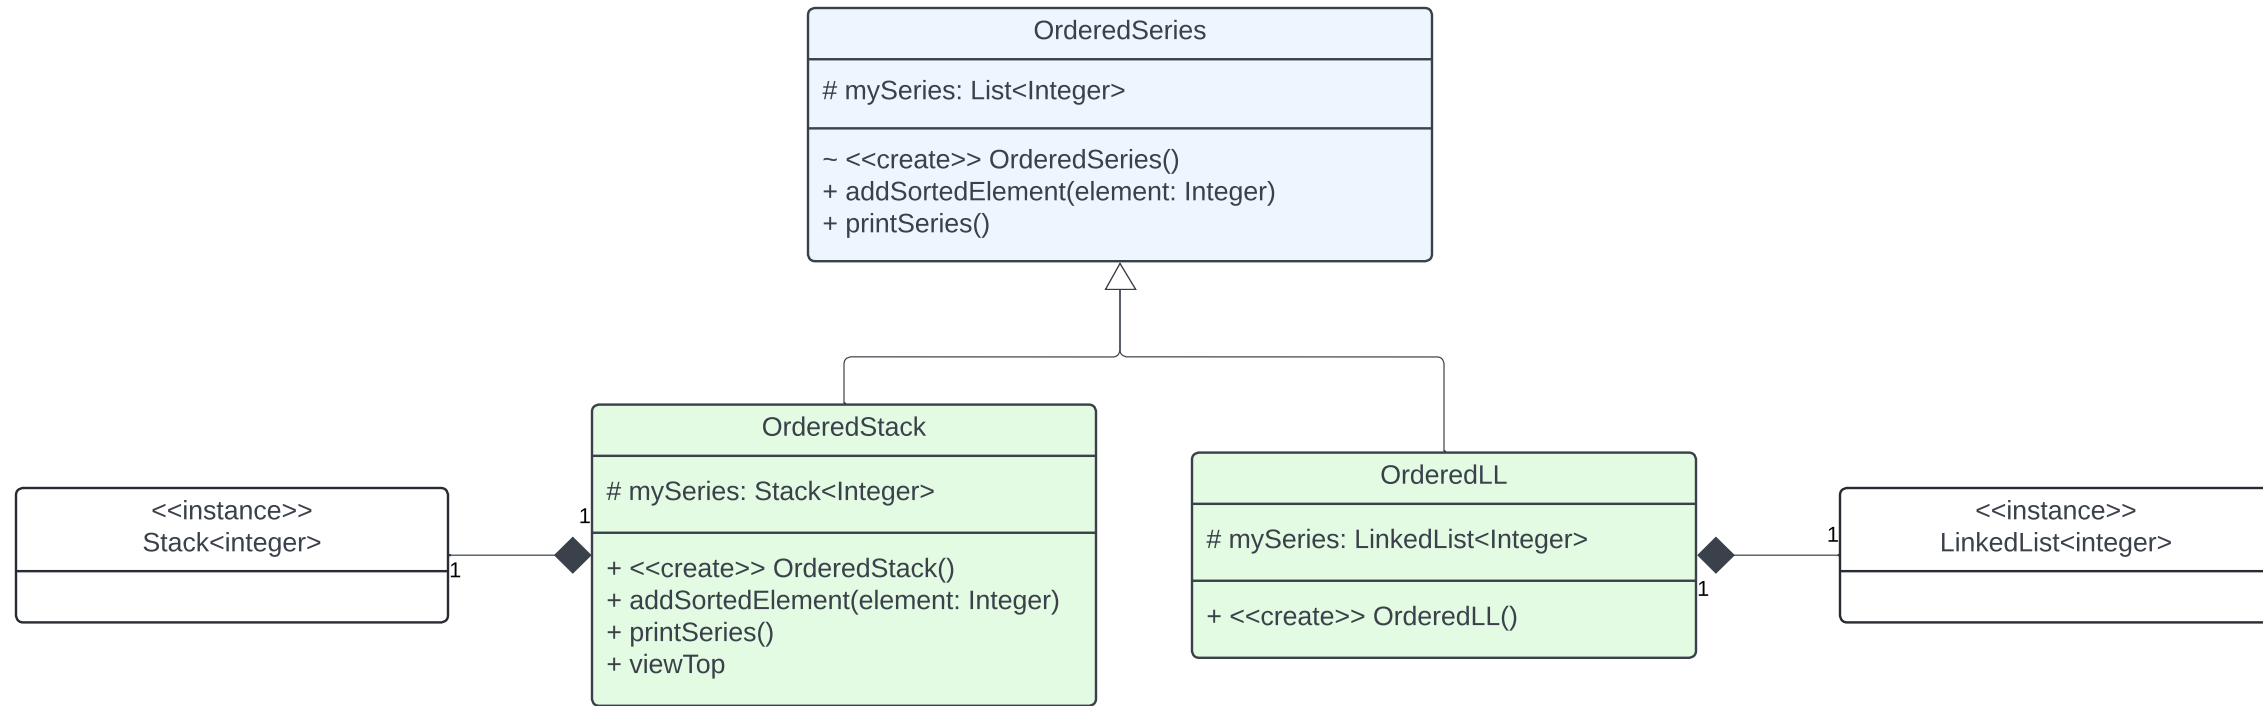 OrderedSeries
# mySeries: List<Integer>
~ <<create>> OrderedSeries()
+ addSortedElement(element: Integer)
+ printSeries()
OrderedStack
# mySeries: Stack<Integer>
+ <<create>> OrderedStack()
+ addSortedElement(element: Integer)
+ printSeries()
+ viewTop
OrderedLL
# mySeries: LinkedList<Integer>
+ <<create>> OrderedLL()
<<instance>>
Stack<integer>
1
1
<<instance>>
LinkedList<integer>
1
1